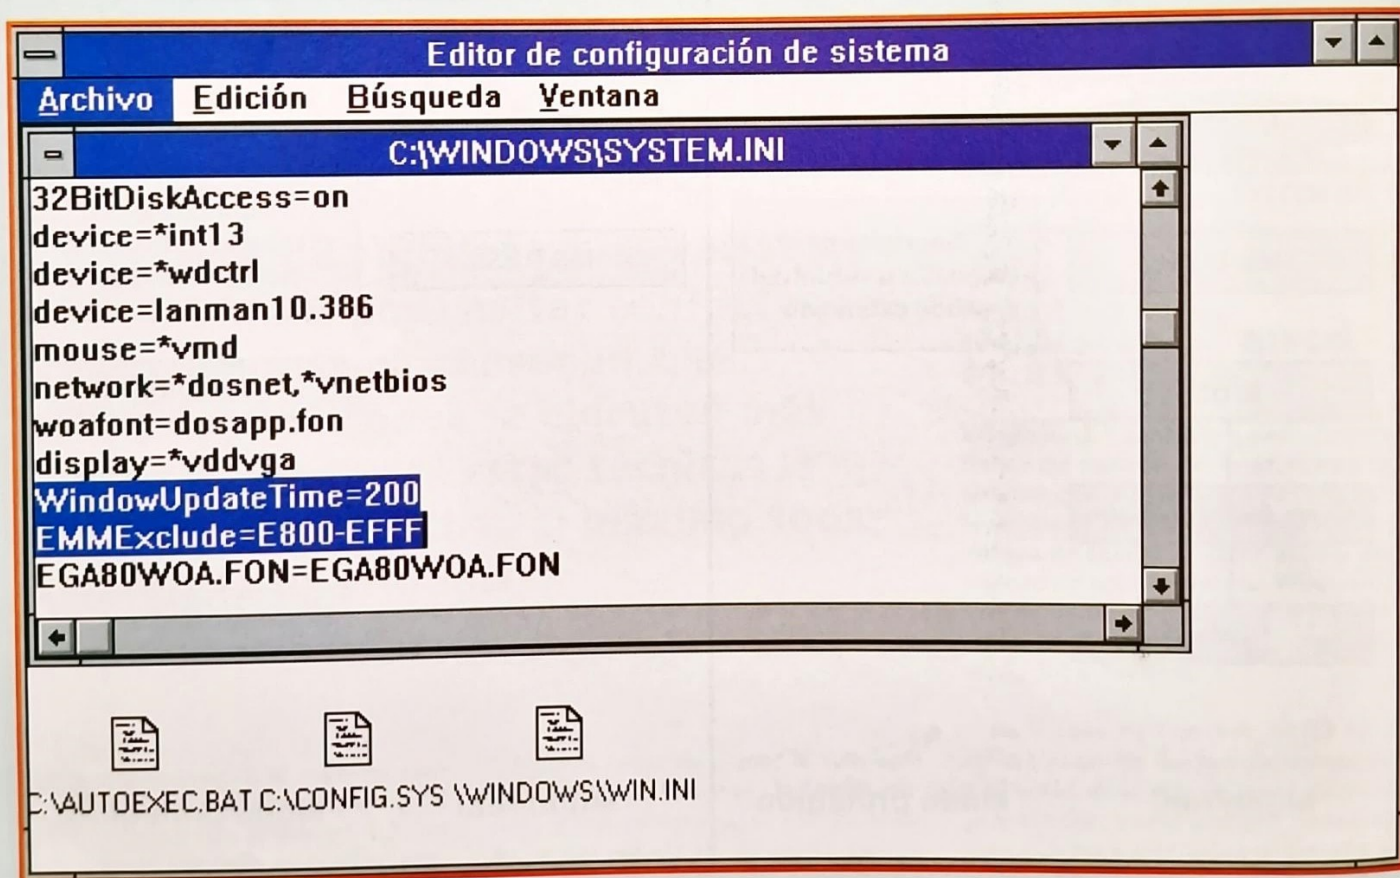 Editor de configuración de sistema
Archivo Edición Búsqueda Ventana
C:\WINDOWS\SYSTEM.INI
32BitDiskAccess=on
device=*int13
device=*wdctrl
device=lanman10.386
mouse=*vmd
network=*dosnet,*vnetbios
woafont=dosapp.fon
display=*vddvga
WindowUpdateTime=200
EMMExclude=E800-EFFF
EGA80WOA.FON=EGA80WOA.FON
C:\AUTOEXEC.BAT C:\CONFIG.SYS \WINDOWS\WIN.INI